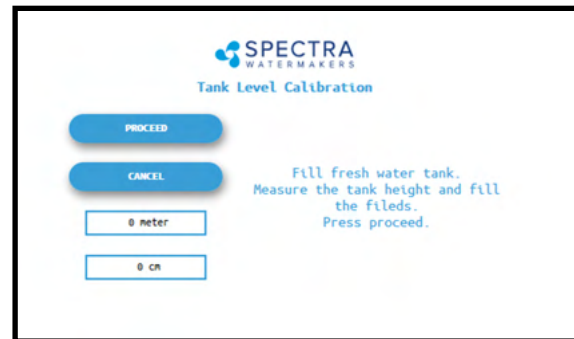 SPECTRA
WATERMAKERS
Tank Level Calibration
PROCEED
CANCEL
0 meter
0 cm
Fill fresh water tank.
Measure the tank height and fill
the fileds.
Press proceed.